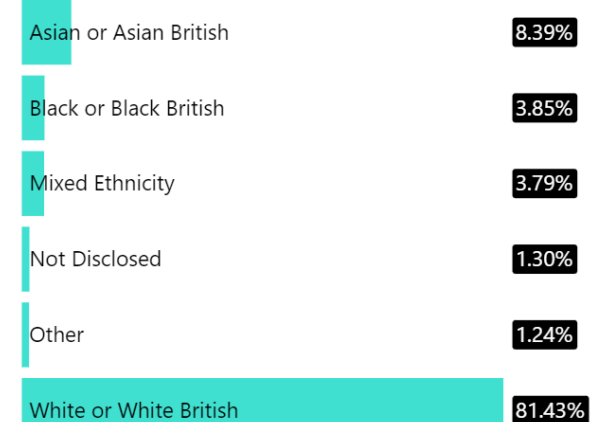 Asian or Asian British 8.39%
Black or Black British 3.85%
Mixed Ethnicity 3.79%
Not Disclosed 1.30%
Other 1.24%
White or White British 81.43%